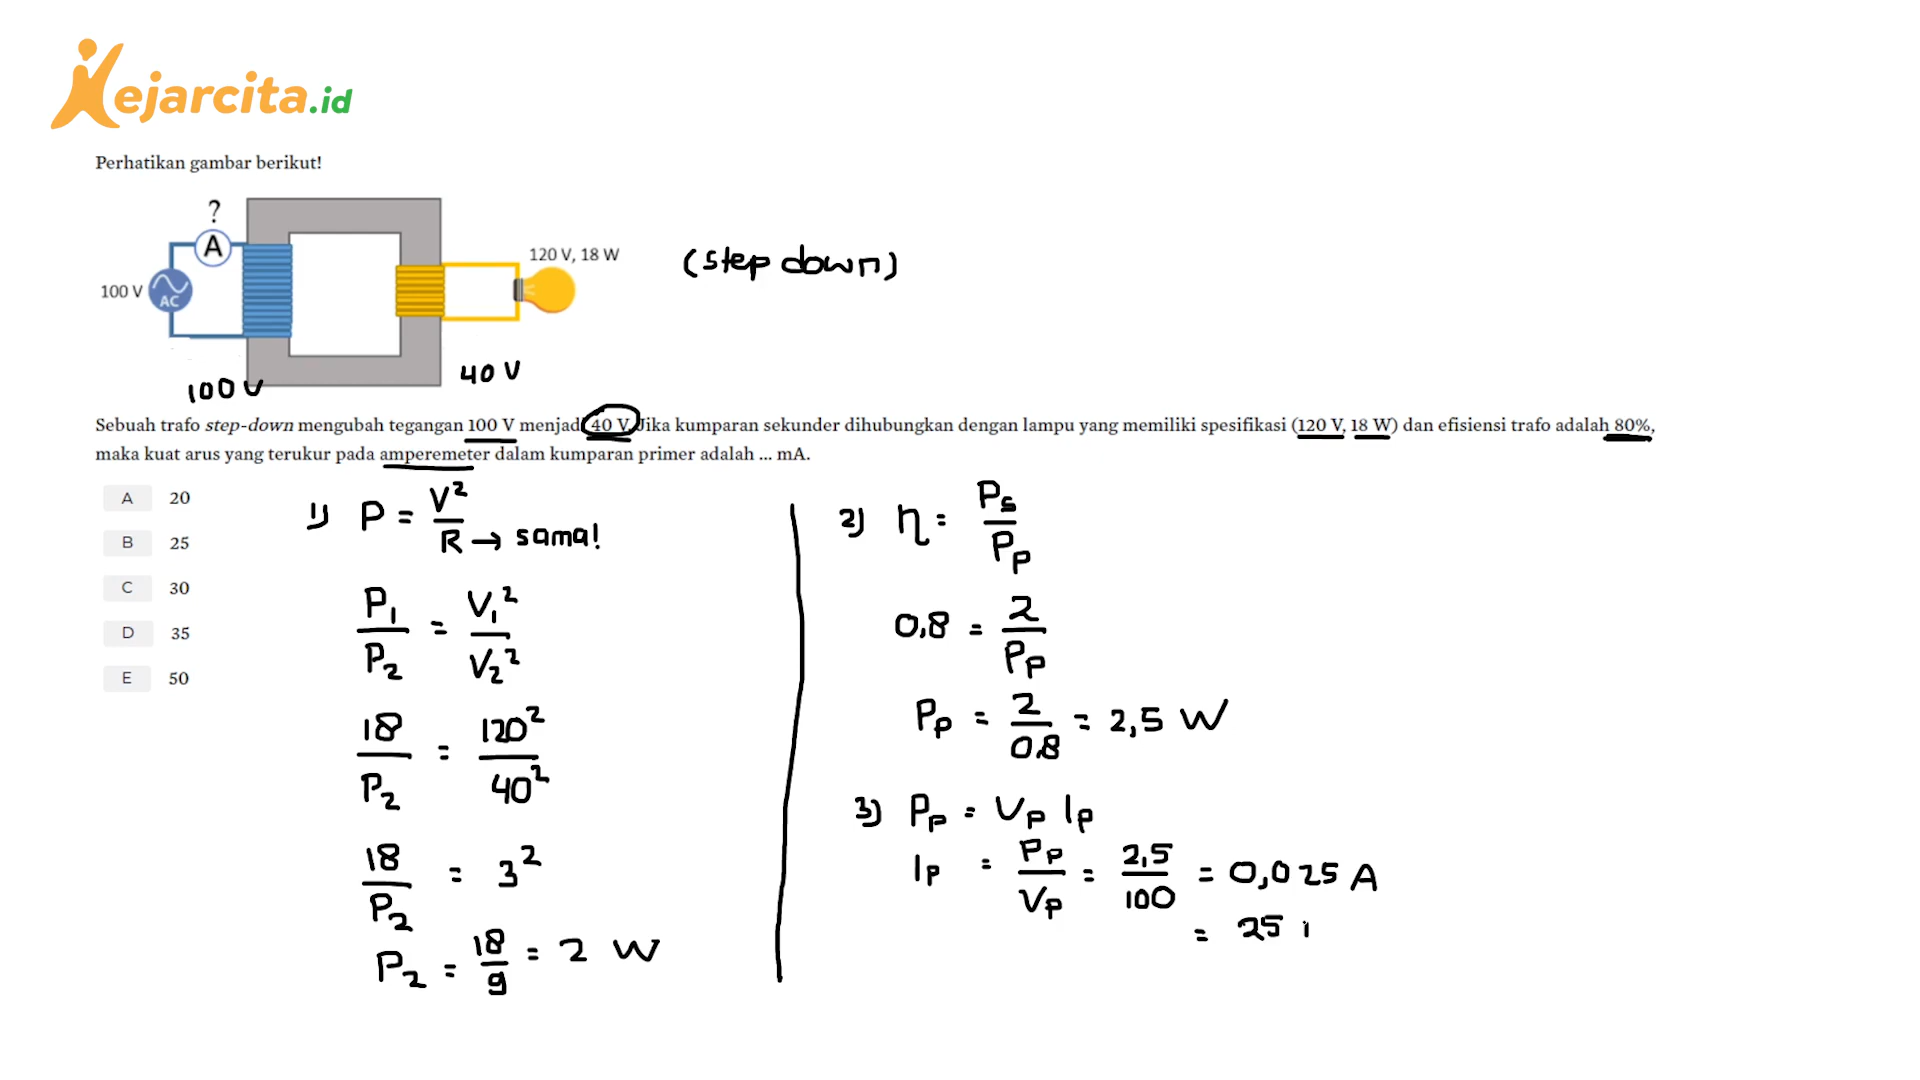 Kejarcita.id
Perhatikan gambar berikut!
?
A
120 V, 18 W
(step down)
100 V
AC
40 V
100 V
Sebuah trafo step-down mengubah tegangan 100 V menjadi 40 V. Jika kumparan sekunder dihubungkan dengan lampu yang memiliki spesifikasi (120 V, 18 W) dan efisiensi trafo adalah 80%,
maka kuat arus yang terukur pada amperemeter dalam kumparan primer adalah ... mA.
A 20
B 25
C 30
D 35
E 50
1) P = V²/R → sama!
P₁/P₂ = V₁²/V₂²
18/P₂ = 120²/40²
18/P₂ = 3²
P₂ = 18/9 = 2 W
2) η = Ps/Pp
0,8 = 2/Pp
Pp = 2/0.8 = 2,5 W
3) Pp = Vp Ip
Ip = Pp/Vp = 2,5/100 = 0,025 A
= 25